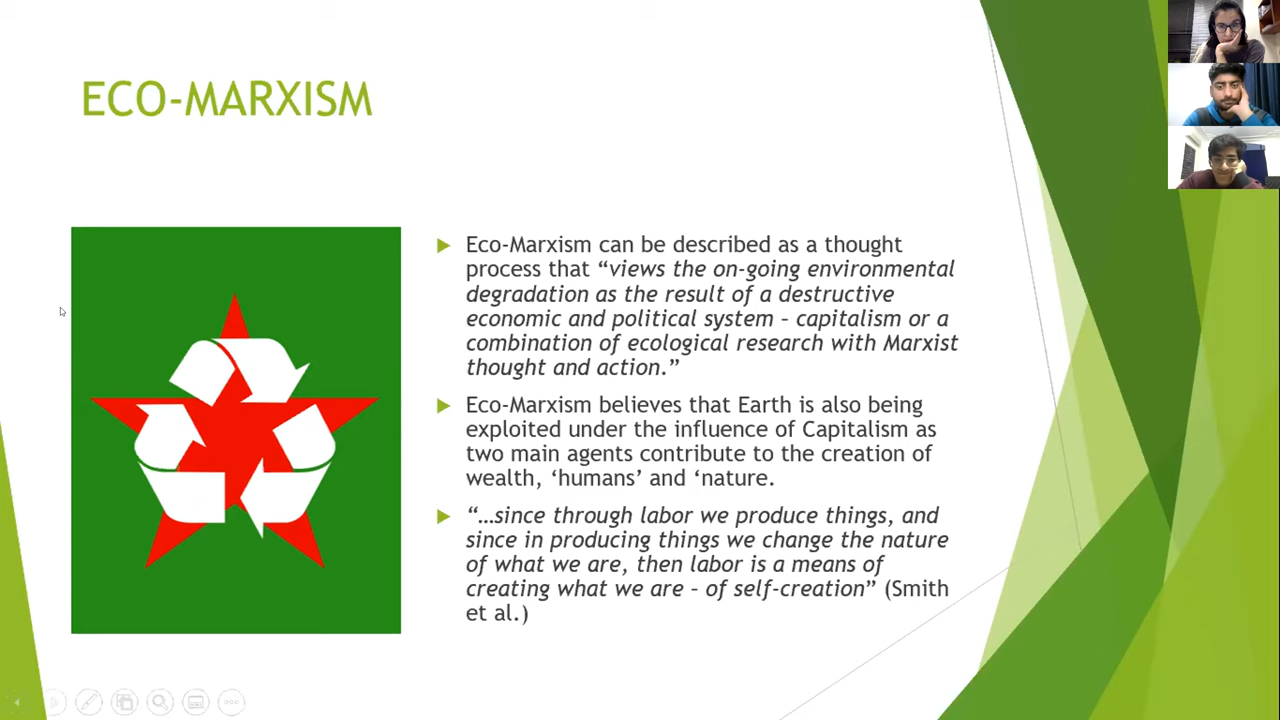 ECO-MARXISM
Eco-Marxism can be described as a thought
process that “views the on-going environmental
degradation as the result of a destructive
economic and political system – capitalism or a
combination of ecological research with Marxist
thought and action.”
Eco-Marxism believes that Earth is also being
exploited under the influence of Capitalism as
two main agents contribute to the creation of
wealth, ‘humans’ and ‘nature.
“…since through labor we produce things, and
since in producing things we change the nature
of what we are, then labor is a means of
creating what we are – of self-creation” (Smith
et al.)